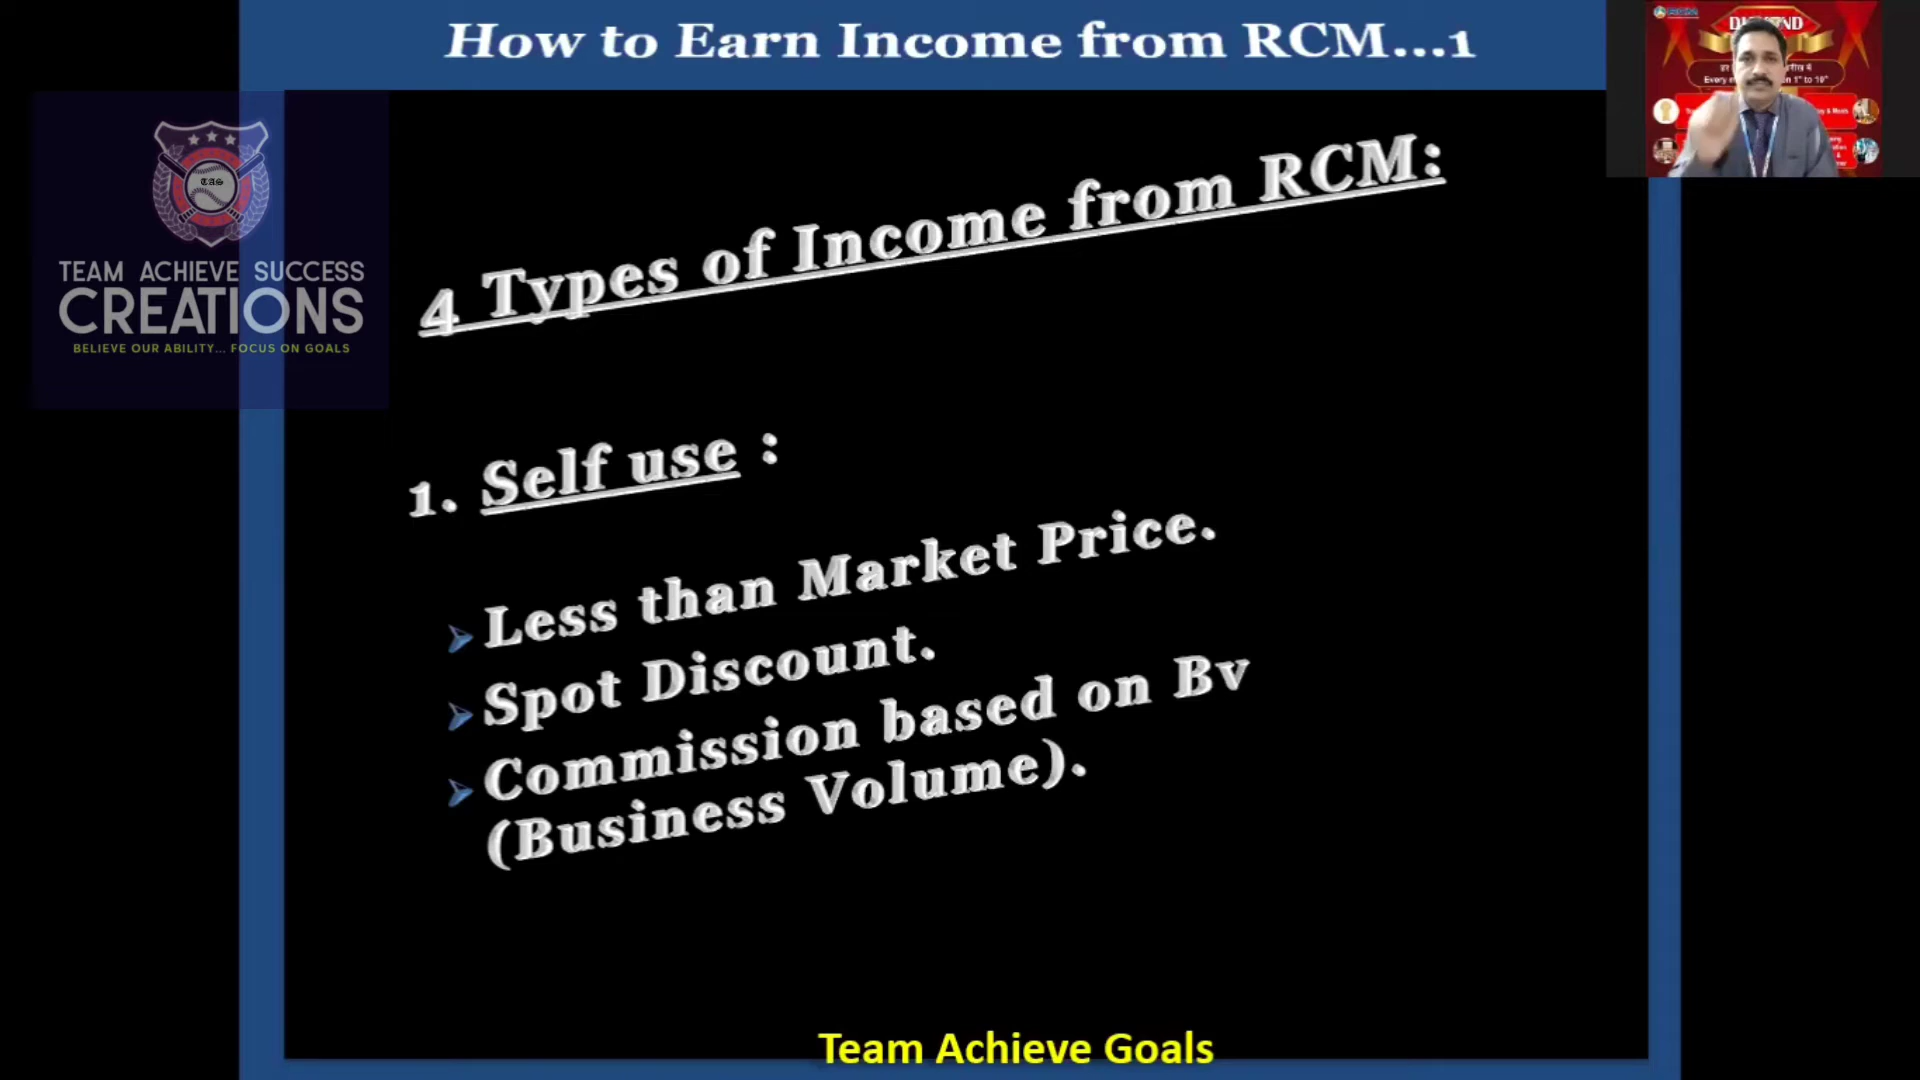 How to Earn Income from RCM...1
4 Types of Income from RCM:
1. Self use :
Less than Market Price.
Spot Discount.
Commission based on Bv
(Business Volume).
Team Achieve Goals
TAS
TEAM ACHIEVE SUCCESS
CREATIONS
BELIEVE OUR ABILITY... FOCUS ON GOALS